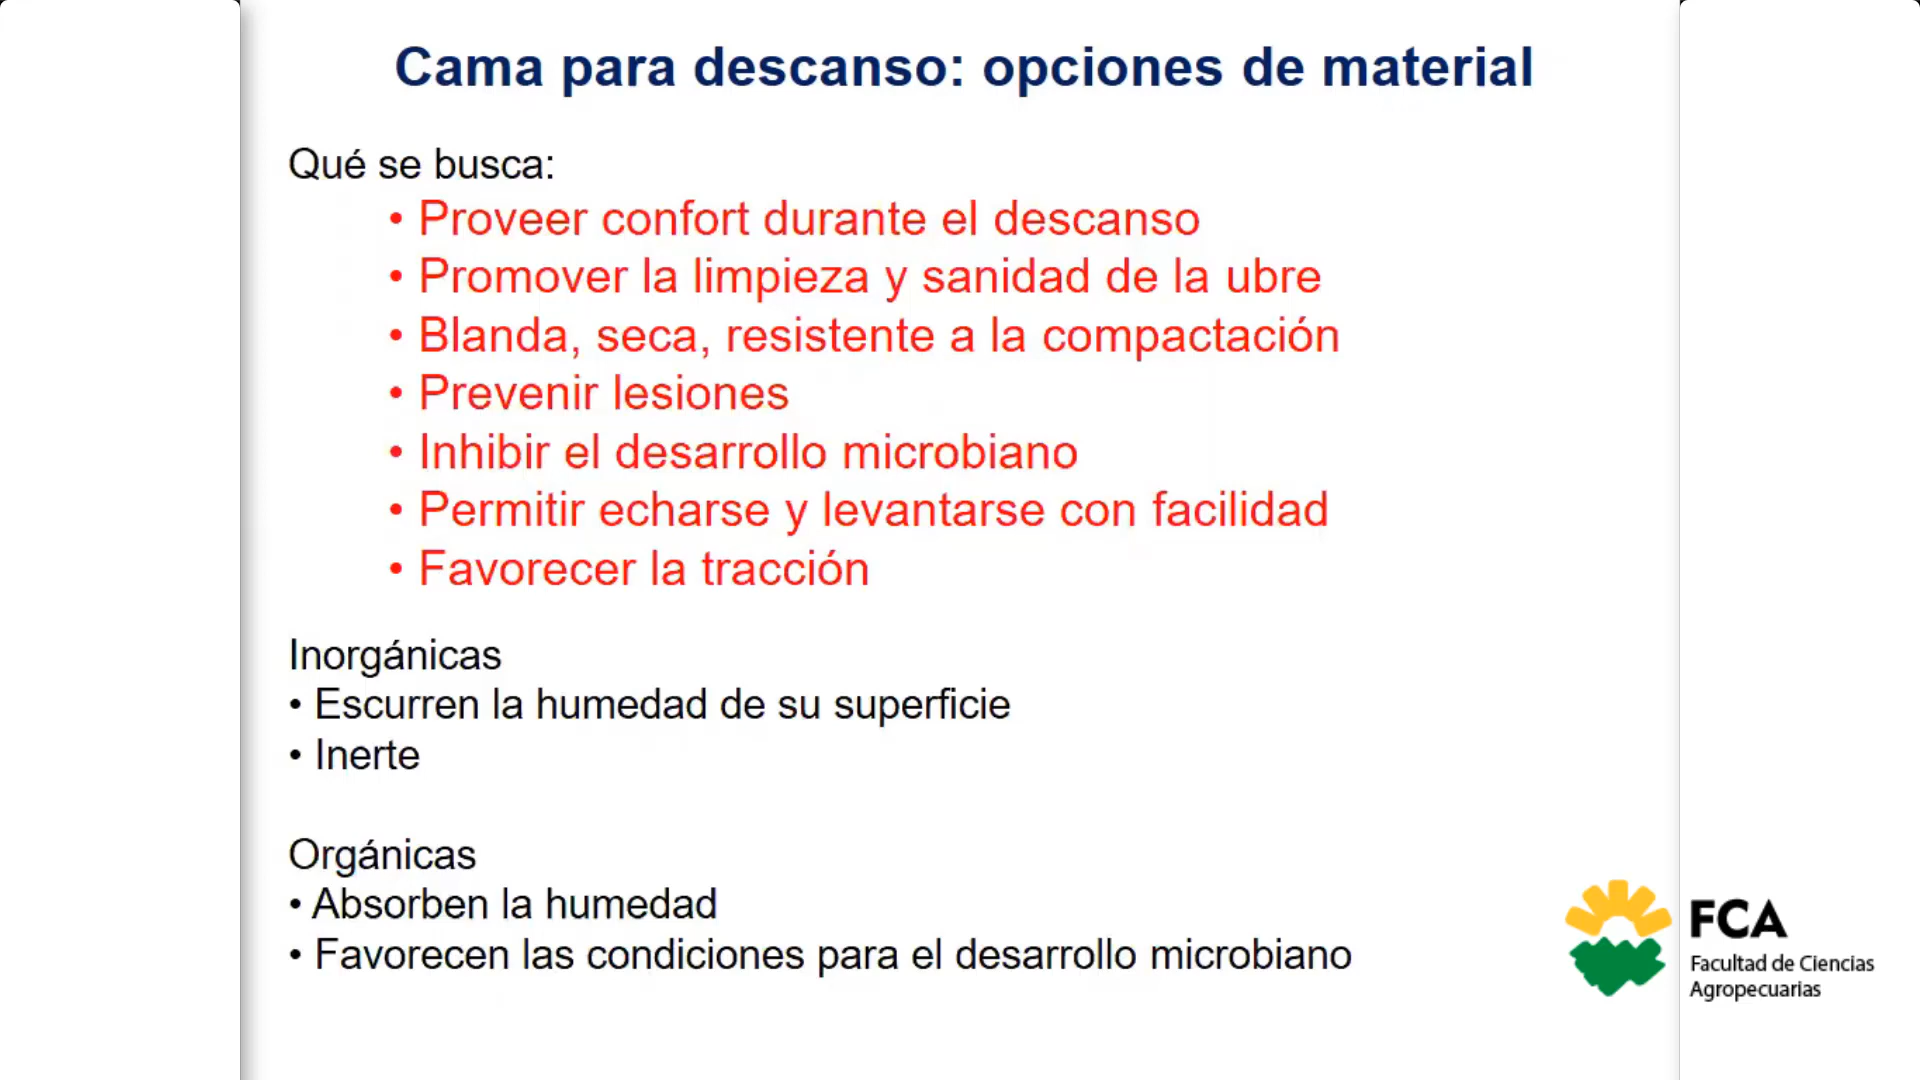 Cama para descanso: opciones de material
Qué se busca:
• Proveer confort durante el descanso
• Promover la limpieza y sanidad de la ubre
• Blanda, seca, resistente a la compactación
• Prevenir lesiones
• Inhibir el desarrollo microbiano
• Permitir echarse y levantarse con facilidad
• Favorecer la tracción
Inorgánicas
• Escurren la humedad de su superficie
• Inerte
Orgánicas
• Absorben la humedad
• Favorecen las condiciones para el desarrollo microbiano
FCA
Facultad de Ciencias
Agropecuarias